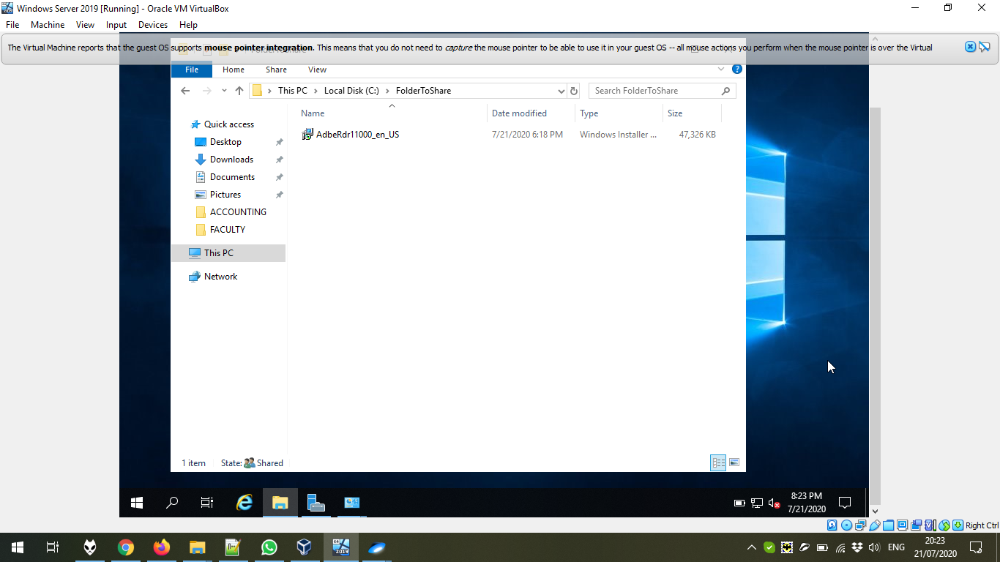 Windows Server 2019 [Running] - Oracle VM VirtualBox
File Machine View Input Devices Help
The Virtual Machine reports that the guest OS supports mouse pointer integration. This means that you do not need to capture the mouse pointer to be able to use it in your guest OS -- all mouse actions you perform when the mouse pointer is over the Virtual
FolderToShare
File Home Share View
This PC Local Disk (C:) FolderToShare Search FolderToShare
Name Date modified Type Size
AdbeRdr11000_en_US 7/21/2020 6:18 PM Windows Installer ... 47,326 KB
Quick access
Desktop
Downloads
Documents
Pictures
ACCOUNTING
FACULTY
This PC
Network
1 item State: Shared
8:23 PM
7/21/2020
Right Ctrl
2019
ENG
20:23
21/07/2020